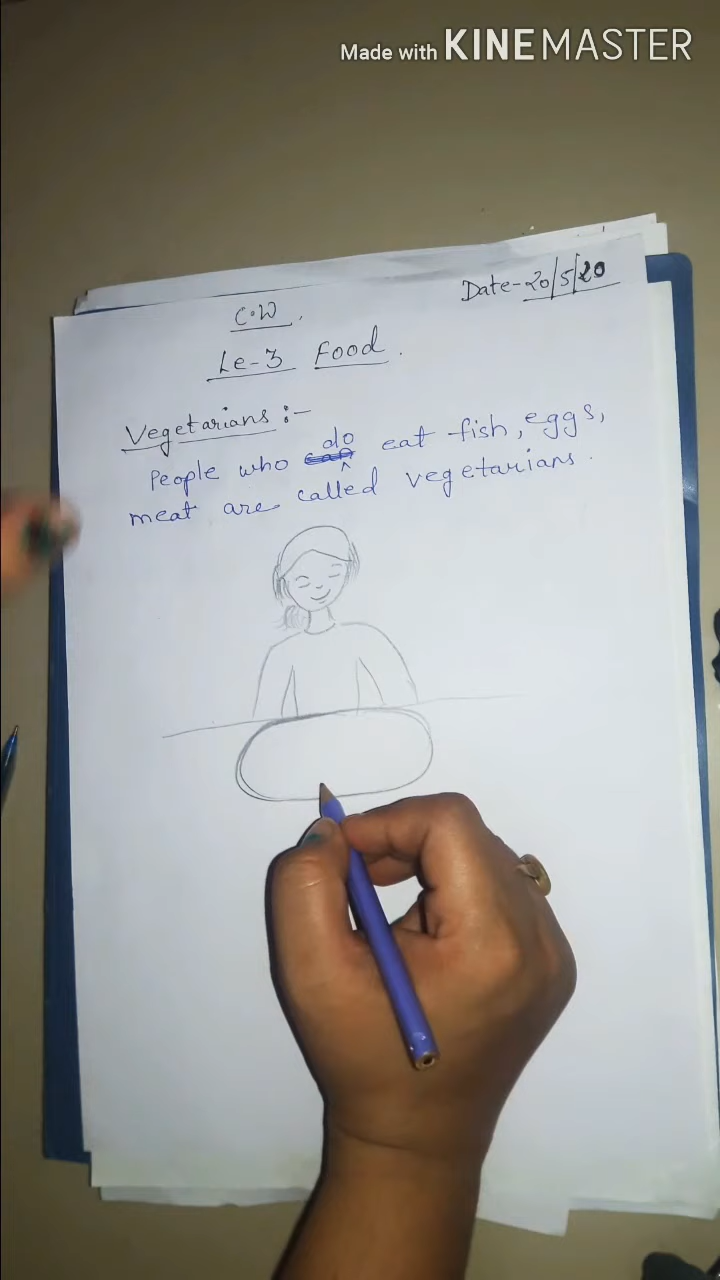 Made with KINEMASTER
Date-20/5/20
C.W.
Le-3 Food.
Vegetarians :-
People who do eat fish, eggs,
meat are called vegetarians.